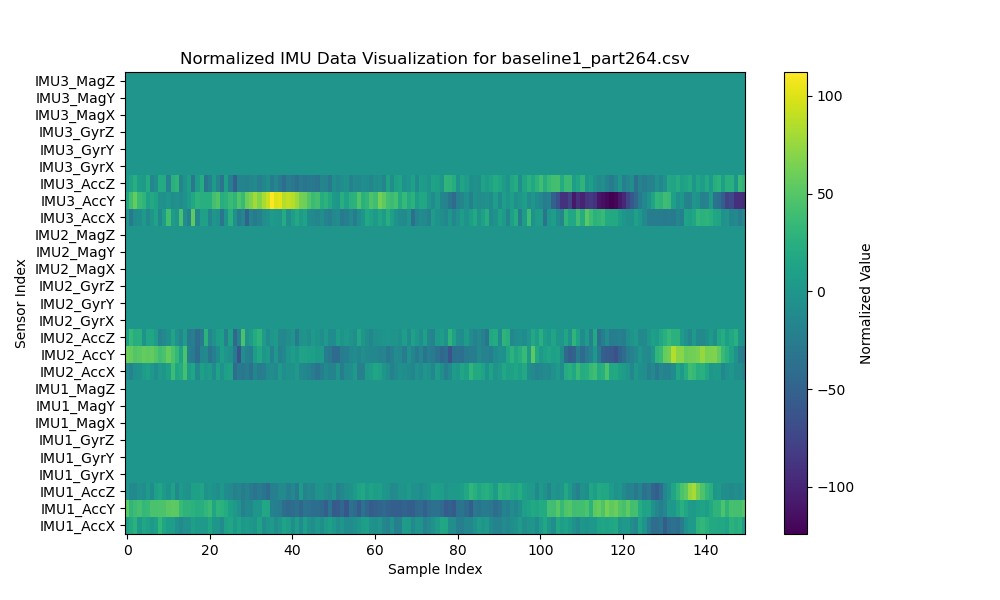 Normalized IMU Data Visualization for baseline1_part264.csv
IMU3_MagZ
IMU3_MagY
IMU3_MagX
IMU3_GyrZ
IMU3_GyrY
IMU3_GyrX
IMU3_AccZ
IMU3_AccY
IMU3_AccX
IMU2_MagZ
IMU2_MagY
IMU2_MagX
IMU2_GyrZ
IMU2_GyrY
IMU2_GyrX
IMU2_AccZ
IMU2_AccY
IMU2_AccX
IMU1_MagZ
IMU1_MagY
IMU1_MagX
IMU1_GyrZ
IMU1_GyrY
IMU1_GyrX
IMU1_AccZ
IMU1_AccY
IMU1_AccX
Sensor Index
0 20 40 60 80 100 120 140
Sample Index
100
50
0
−50
−100
Normalized Value